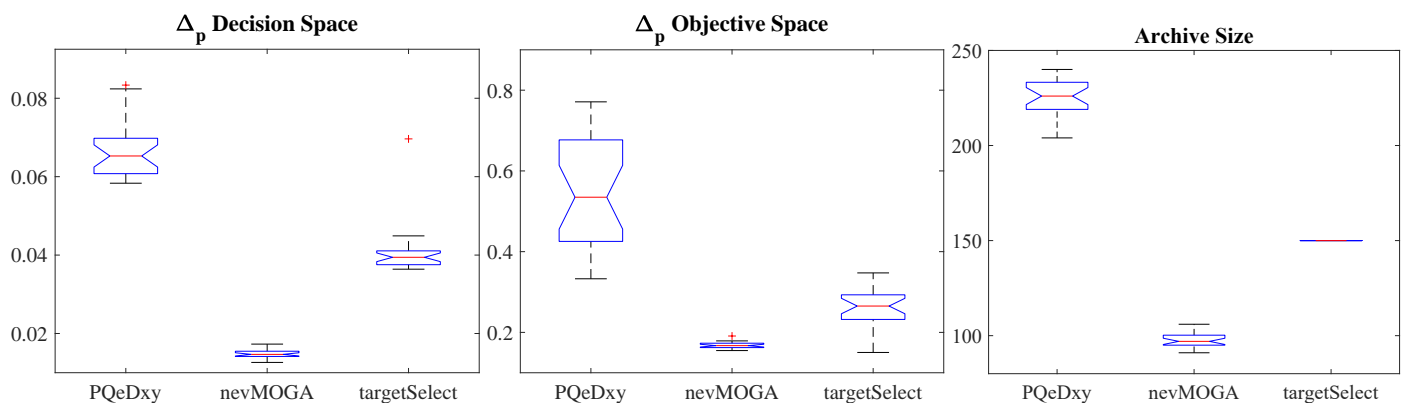 Δp Decision Space
0.08
0.06
0.04
0.02
PQeDxy nevMOGA targetSelect
Δp Objective Space
0.8
0.6
0.4
0.2
PQeDxy nevMOGA targetSelect
Archive Size
250
200
150
100
PQeDxy nevMOGA targetSelect